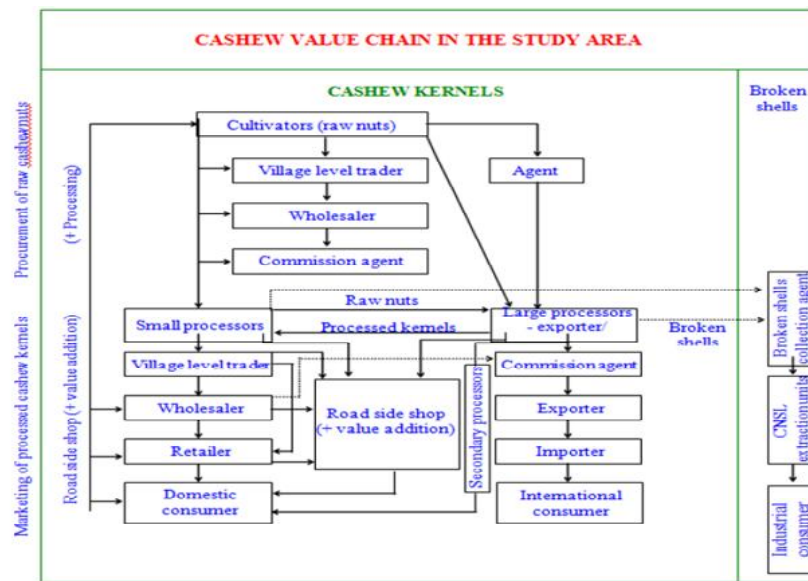 CASHEW VALUE CHAIN IN THE STUDY AREA
CASHEW KERNELS
Broken
shells
Procurement of raw cashewnuts
(+ Processing)
Cultivators (raw nuts)
Village level trader
Agent
Wholesaler
Commission agent
Raw nuts
Small processors
Processed kernels
Large processors
- exporter/
Broken
shells
Broken shells
collection agent
Marketing of processed cashew kernels
Road side shop (+ value addition)
Village level trader
Wholesaler
Retailer
Domestic
consumer
Road side shop
(+ value addition)
Secondary processors
Commission agent
Exporter
Importer
International
consumer
CNSL
extraction units
Industrial
consumer